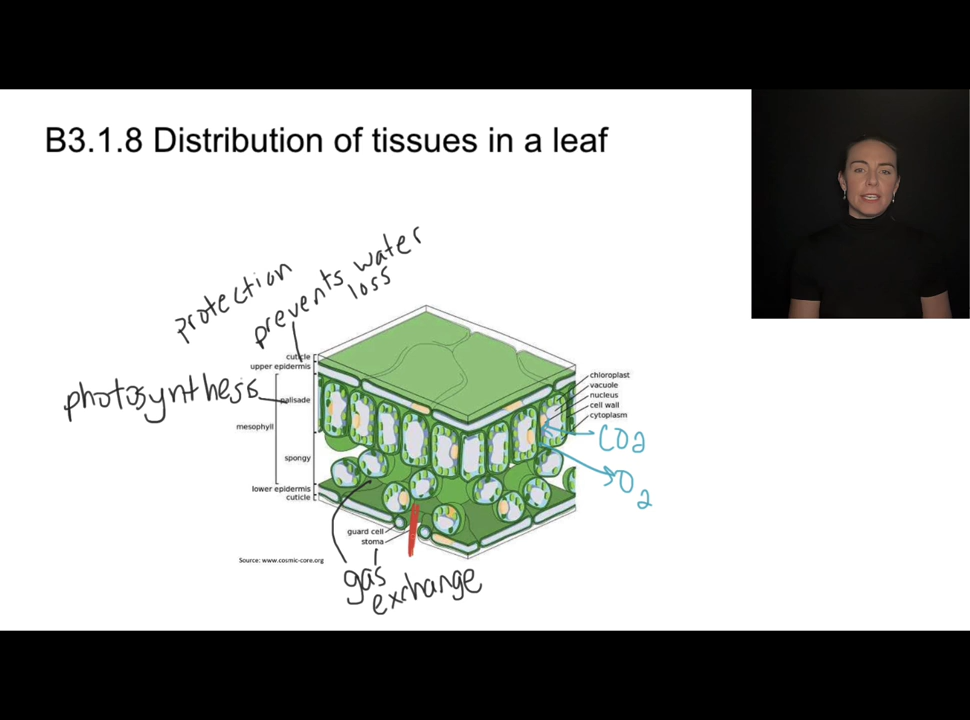 B3.1.8 Distribution of tissues in a leaf
protection
prevents water
loss
photosynthesis
cuticle
upper epidermis
palisade
mesophyll
spongy
lower epidermis
cuticle
guard cell
stoma
chloroplast
vacuole
nucleus
cell wall
cytoplasm
CO2
O2
Source: www.cosmic-core.org
gas
exchange